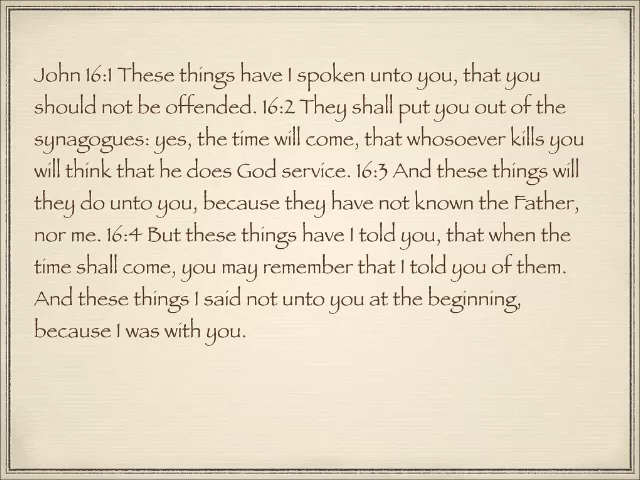 John 16:1 These things have I spoken unto you, that you
should not be offended. 16:2 They shall put you out of the
synagogues: yes, the time will come, that whosoever kills you
will think that he does God service. 16:3 And these things will
they do unto you, because they have not known the Father,
nor me. 16:4 But these things have I told you, that when the
time shall come, you may remember that I told you of them.
And these things I said not unto you at the beginning,
because I was with you.